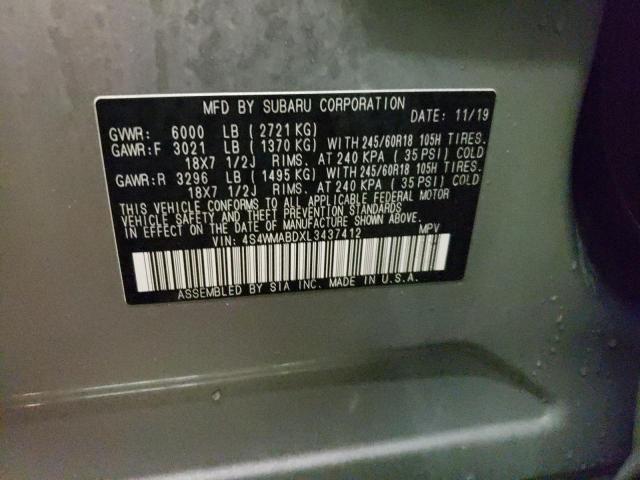 MFD BY SUBARU CORPORATION
DATE: 11/19
GVWR: 6000 LB ( 2721 KG)
GAWR:F 3021 LB ( 1370 KG) WITH 245/60R18 105H TIRES.
18X7 1/2J RIMS. AT 240 KPA ( 35 PSI) COLD
GAWR:R 3296 LB ( 1495 KG) WITH 245/60R18 105H TIRES.
18X7 1/2J RIMS. AT 240 KPA ( 35 PSI) COLD
THIS VEHICLE CONFORMS TO ALL APPLICABLE FEDERAL MOTOR
VEHICLE SAFETY AND THEFT PREVENTION STANDARDS
IN EFFECT ON THE DATE OF MANUFACTURE SHOWN ABOVE.
VIN: 4S4WMABDXL3437412 MPV
ASSEMBLED BY SIA INC. MADE IN U.S.A.